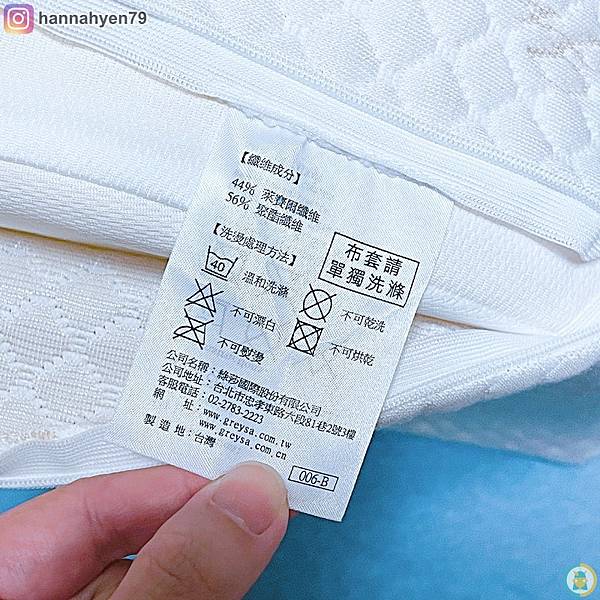 hannahyen79
【纖維成分】
44% 萊賽爾纖維
56% 聚酯纖維
【洗燙處理方法】
布套請
單獨洗滌
40 溫和洗滌
不可乾洗
不可漂白
不可烘乾
不可熨燙
公司名稱：綠莎國際股份有限公司
公司地址：台北市忠孝東路六段81巷2號3樓
客服電話：02-2783-2223
網 址：www.greysa.com.tw
www.greysa.com.cn
製造地：台灣
006-B